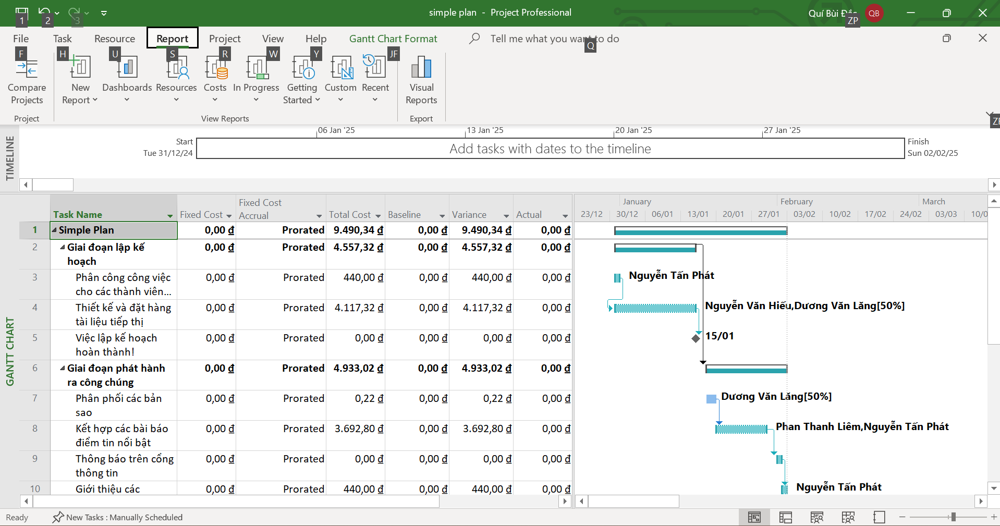 simple plan - Project Professional
Quí Bùi Đắc
QB
1
2
3
ZP
File
Task
Resource
Report
Project
View
Help
Gantt Chart Format
Tell me what you want to do
F
H
U
S
R
W
Y
JF
Q
Compare
Projects
New
Report
Dashboards
Resources
Costs
In Progress
Getting
Started
Custom
Recent
Visual
Reports
Project
View Reports
Export
TIMELINE
06 Jan '25
13 Jan '25
20 Jan '25
27 Jan '25
Start
Tue 31/12/24
Add tasks with dates to the timeline
Finish
Sun 02/02/25
GANTT CHART
Task Name
Fixed Cost
Fixed Cost
Accrual
Total Cost
Baseline
Variance
Actual
January
February
March
23/12
30/12
06/01
13/01
20/01
27/01
03/02
10/02
17/02
24/02
03/03
10/0
1 Simple Plan 0,00 ₫ Prorated 9.490,34 ₫ 0,00 ₫ 9.490,34 ₫ 0,00 ₫
2 Giai đoạn lập kế 0,00 ₫ Prorated 4.557,32 ₫ 0,00 ₫ 4.557,32 ₫ 0,00 ₫
hoạch
3 Phân công công việc 0,00 ₫ Prorated 440,00 ₫ 0,00 ₫ 440,00 ₫ 0,00 ₫ Nguyễn Tấn Phát
cho các thành viên...
4 Thiết kế và đặt hàng 0,00 ₫ Prorated 4.117,32 ₫ 0,00 ₫ 4.117,32 ₫ 0,00 ₫ Nguyễn Văn Hiếu,Dương Văn Lăng[50%]
tài liệu tiếp thị
5 Việc lập kế hoạch 0,00 ₫ Prorated 0,00 ₫ 0,00 ₫ 0,00 ₫ 0,00 ₫ 15/01
hoàn thành!
6 Giai đoạn phát hành 0,00 ₫ Prorated 4.933,02 ₫ 0,00 ₫ 4.933,02 ₫ 0,00 ₫
ra công chúng
7 Phân phối các bản 0,00 ₫ Prorated 0,22 ₫ 0,00 ₫ 0,22 ₫ 0,00 ₫ Dương Văn Lăng[50%]
sao
8 Kết hợp các bài báo 0,00 ₫ Prorated 3.692,80 ₫ 0,00 ₫ 3.692,80 ₫ 0,00 ₫ Phan Thanh Liêm,Nguyễn Tấn Phát
điểm tin nổi bật
9 Thông báo trên cổng 0,00 ₫ Prorated 0,00 ₫ 0,00 ₫ 0,00 ₫ 0,00 ₫
thông tin
10 Giới thiệu các 0,00 ₫ Prorated 440,00 ₫ 0,00 ₫ 440,00 ₫ 0,00 ₫ Nguyễn Tấn Phát
Ready
New Tasks : Manually Scheduled